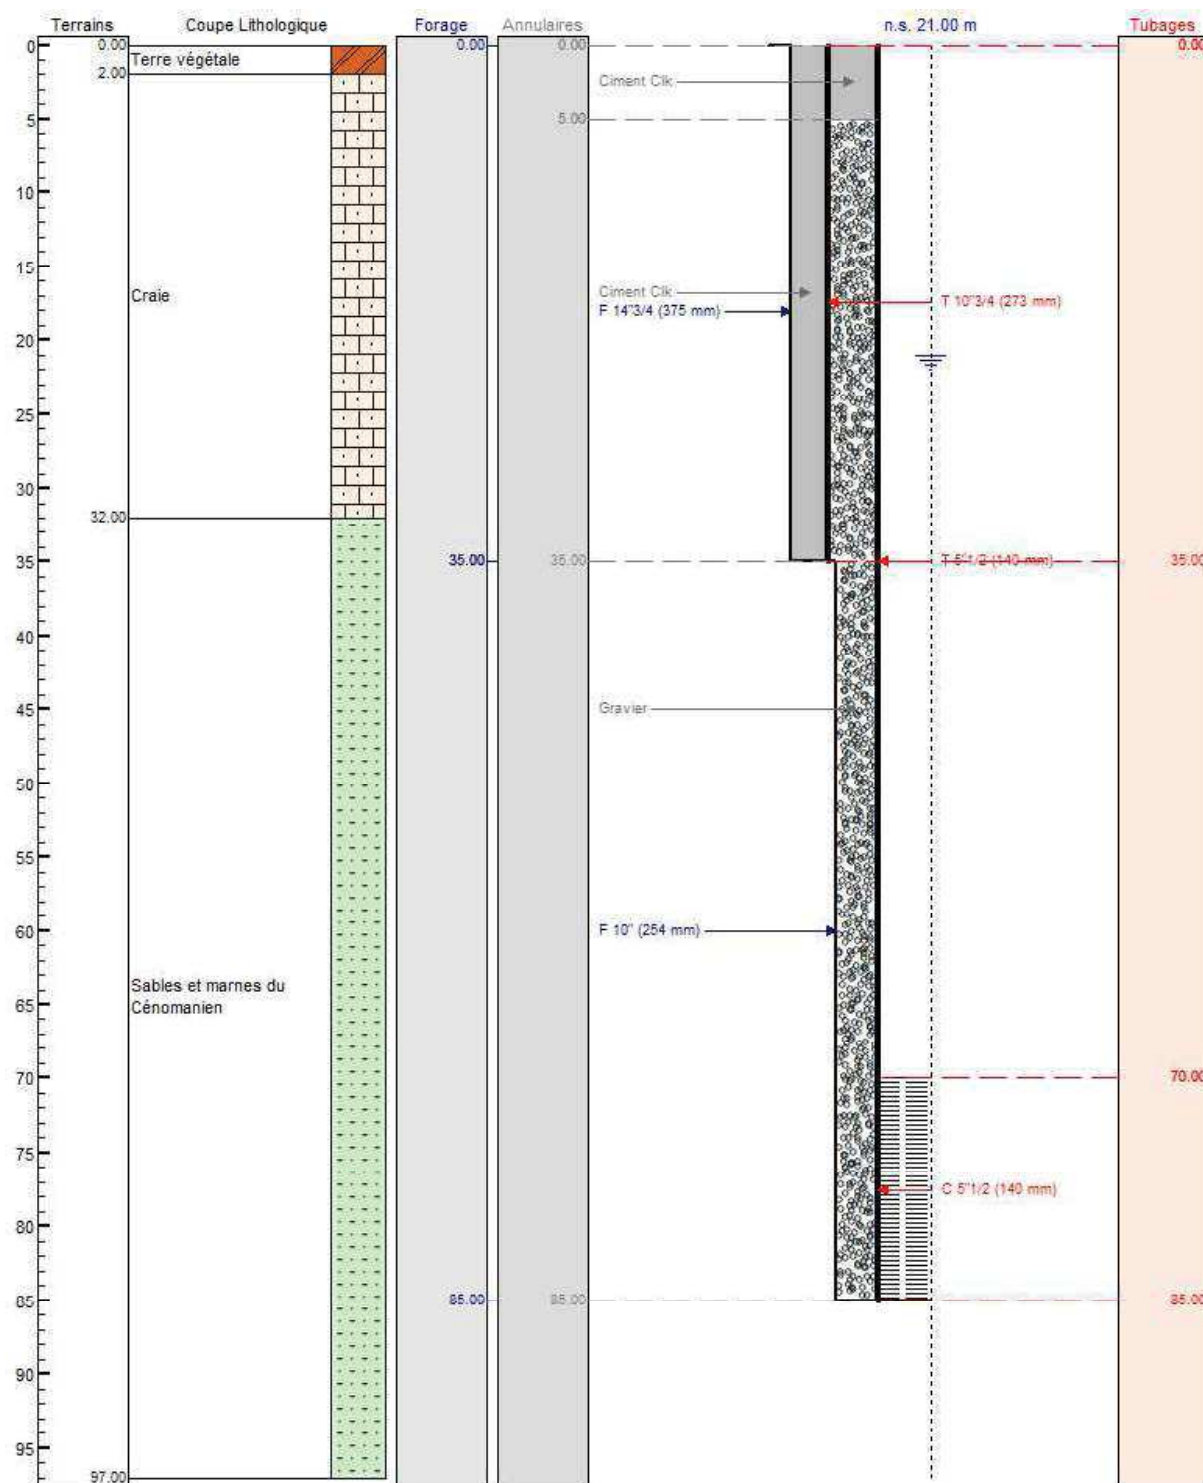 Terrains Coupe Lithologique Forage Annulaires n.s. 21.00 m Tubages
0 0.00 0.00 0.00 0.00
Terre végétale
2.00
Ciment Clk
5 5.00
10
15
Craie
Ciment Clk
T 10"3/4 (273 mm)
F 14"3/4 (375 mm)
20
25
30
32.00
35 35.00 35.00 T 5"1/2 (140 mm) 35.00
40
45
Gravier
50
55
60
F 10" (254 mm)
Sables et marnes du
Cénomanien
65
70 70.00
75
C 5"1/2 (140 mm)
80
85 85.00 85.00 85.00
90
95
97.00